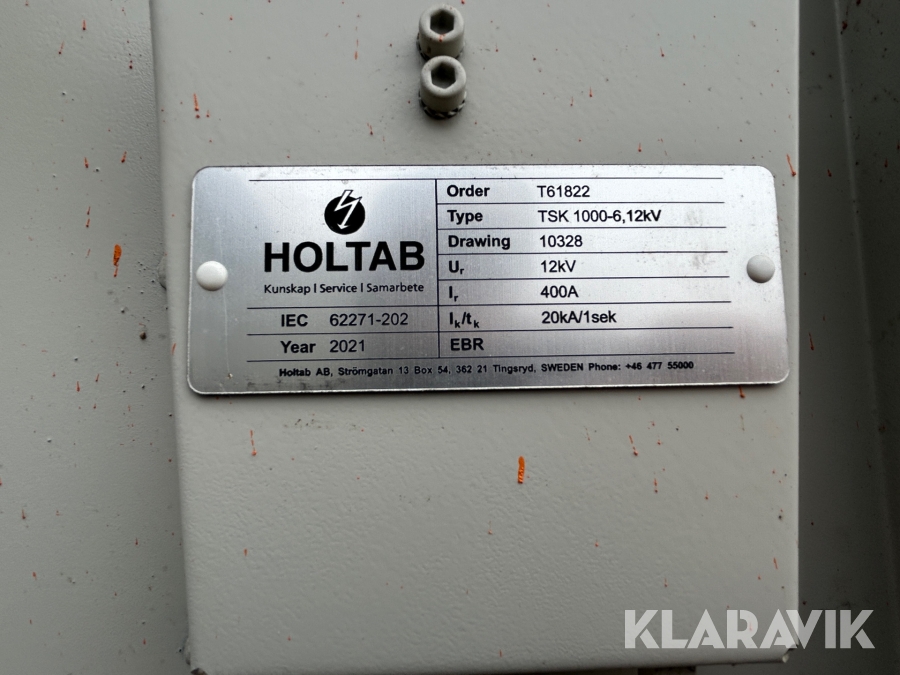 HOLTAB
Kunskap | Service | Samarbete
IEC 62271-202
Year 2021
Order T61822
Type TSK 1000-6,12kV
Drawing 10328
Ur 12kV
Ir 400A
Ik/tk 20kA/1sek
EBR
Holtab AB, Strömgatan 13 Box 54, 362 21 Tingsryd, SWEDEN Phone: +46 477 55000
KLARAVIK